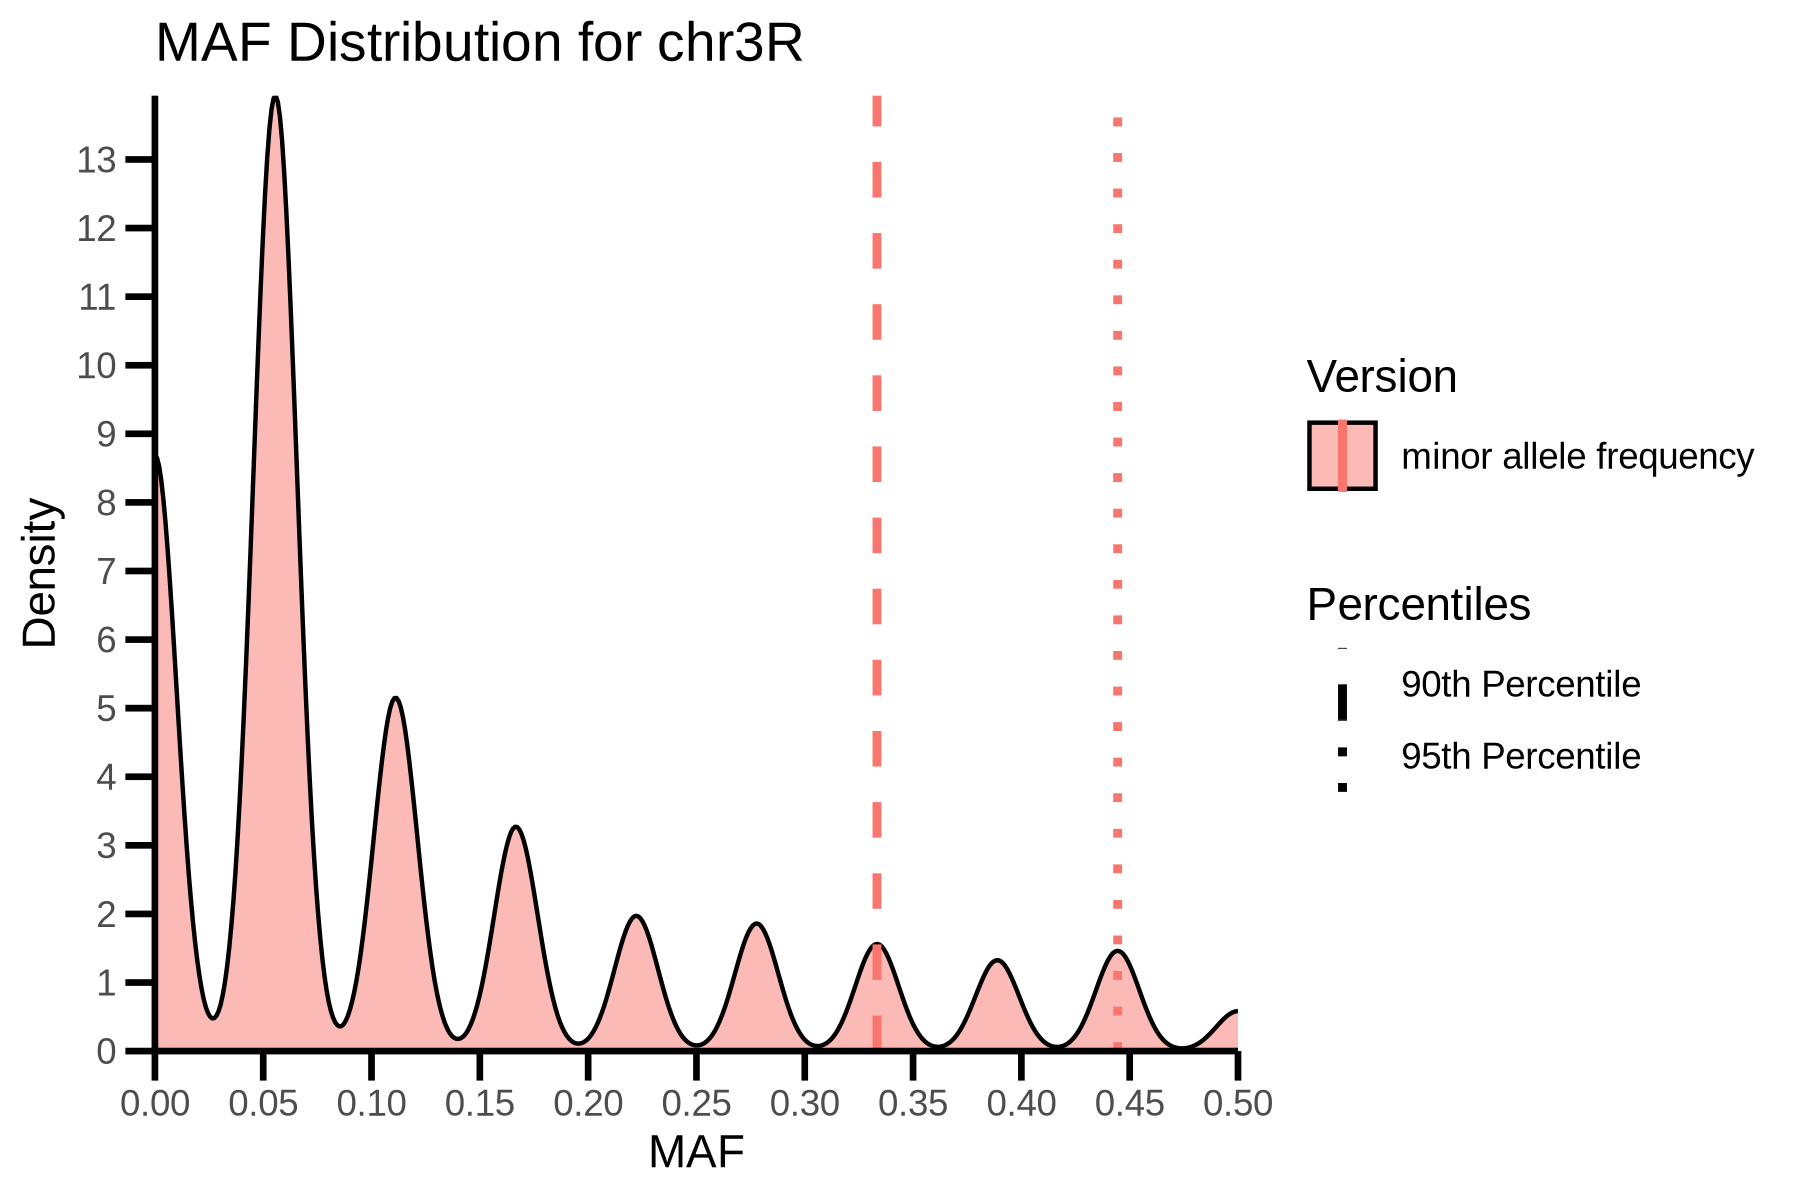 MAF Distribution for chr3R
Density
13
12
11
10
9
8
7
6
5
4
3
2
1
0
0.00 0.05 0.10 0.15 0.20 0.25 0.30 0.35 0.40 0.45 0.50
MAF
Version
minor allele frequency
Percentiles
90th Percentile
95th Percentile